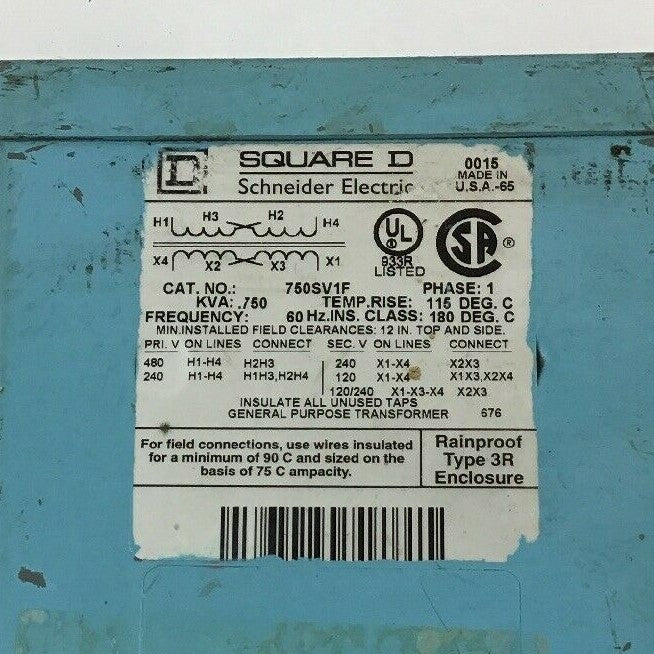 D SQUARE D 0015
Schneider Electric MADE IN
U.S.A.-65
H1 H3 H2 H4
X4 X2 X3 X1
UL ® 933R LISTED
SA ®
CAT. NO.: 750SV1F PHASE: 1
KVA: .750 TEMP.RISE: 115 DEG. C
FREQUENCY: 60 Hz.INS. CLASS: 180 DEG. C
MIN.INSTALLED FIELD CLEARANCES: 12 IN. TOP AND SIDE.
PRI. V ON LINES CONNECT SEC. V ON LINES CONNECT
480 H1-H4 H2H3 240 X1-X4 X2X3
240 H1-H4 H1H3,H2H4 120 X1-X4 X1X3,X2X4
120/240 X1-X3-X4 X2X3
INSULATE ALL UNUSED TAPS
GENERAL PURPOSE TRANSFORMER 676
For field connections, use wires insulated
for a minimum of 90 C and sized on the
basis of 75 C ampacity.
Rainproof
Type 3R
Enclosure